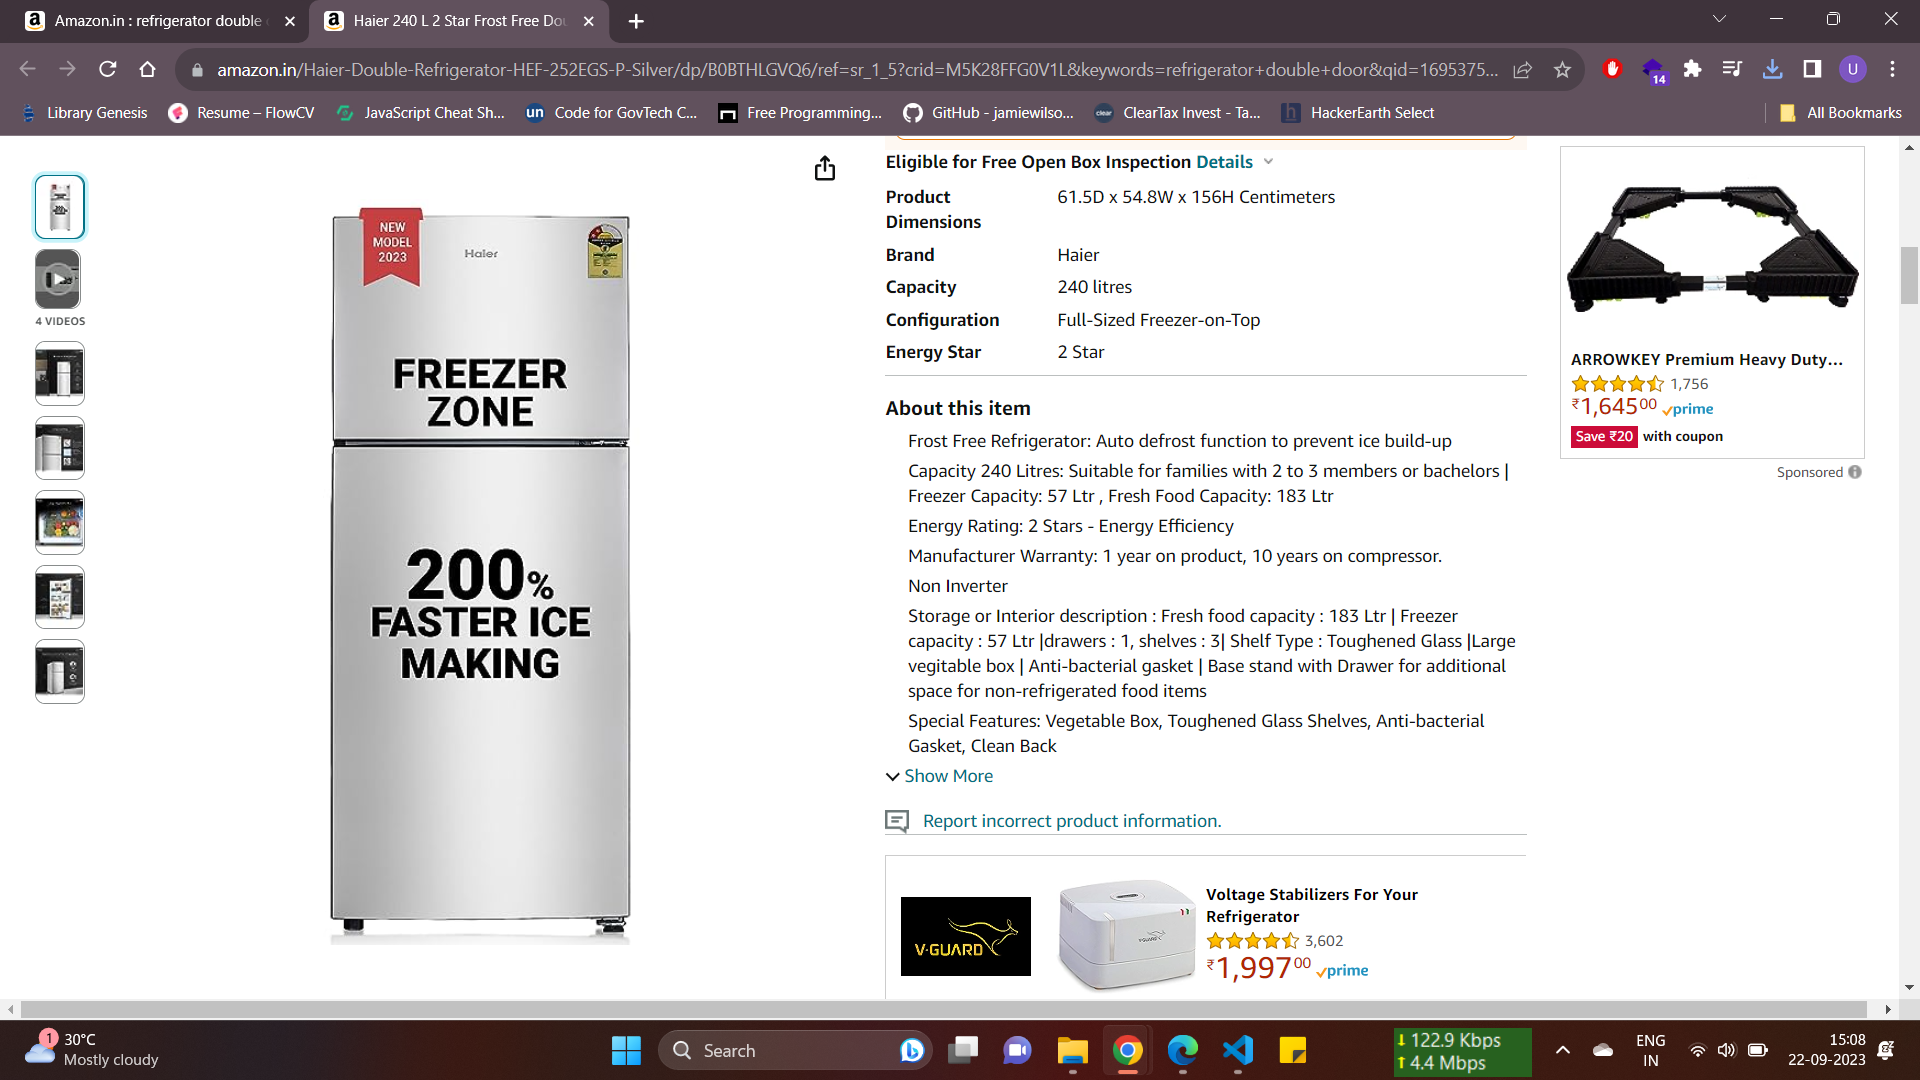 Amazon.in : refrigerator double
Haier 240 L 2 Star Frost Free Do
amazon.in/Haier-Double-Refrigerator-HEF-252EGS-P-Silver/dp/B0BTHLGVQ6/ref=sr_1_5?crid=M5K28FFG0V1L&keywords=refrigerator+double+door&qid=1695375...
14
U
Library Genesis
Resume – FlowCV
JavaScript Cheat Sh...
un
Code for GovTech C...
Free Programming...
GitHub - jamiewilso...
clear
ClearTax Invest - Ta...
h
HackerEarth Select
All Bookmarks
4 VIDEOS
NEW
MODEL
2023
Haier
FREEZER
ZONE
200%
FASTER ICE
MAKING
Eligible for Free Open Box Inspection Details
Product Dimensions 61.5D x 54.8W x 156H Centimeters
Brand Haier
Capacity 240 litres
Configuration Full-Sized Freezer-on-Top
Energy Star 2 Star
About this item
Frost Free Refrigerator: Auto defrost function to prevent ice build-up
Capacity 240 Litres: Suitable for families with 2 to 3 members or bachelors |
Freezer Capacity: 57 Ltr , Fresh Food Capacity: 183 Ltr
Energy Rating: 2 Stars - Energy Efficiency
Manufacturer Warranty: 1 year on product, 10 years on compressor.
Non Inverter
Storage or Interior description : Fresh food capacity : 183 Ltr | Freezer
capacity : 57 Ltr |drawers : 1, shelves : 3| Shelf Type : Toughened Glass |Large
vegitable box | Anti-bacterial gasket | Base stand with Drawer for additional
space for non-refrigerated food items
Special Features: Vegetable Box, Toughened Glass Shelves, Anti-bacterial
Gasket, Clean Back
Show More
Report incorrect product information.
V-GUARD
V-GUARD
Voltage Stabilizers For Your
Refrigerator
3,602
₹1,99700 prime
ARROWKEY Premium Heavy Duty...
1,756
₹1,64500 prime
Save ₹20 with coupon
Sponsored
1
30°C
Mostly cloudy
Search
122.9 Kbps
4.4 Mbps
ENG
IN
15:08
22-09-2023